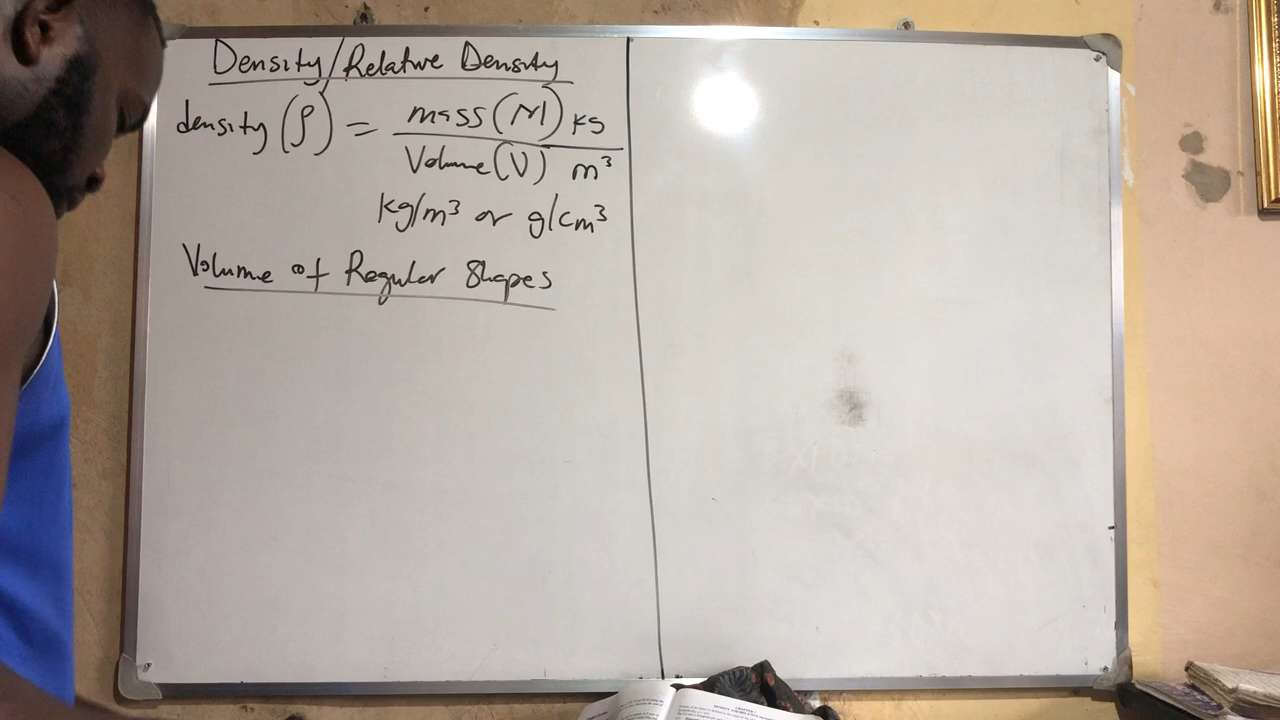 Density/Relative Density
density (ρ) = mass (M) kg / Volume (V) m³
kg/m³ or g/cm³
Volume of Regular Shapes